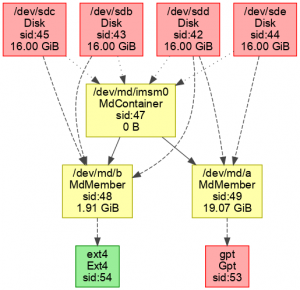 /dev/sdc
Disk
sid:45
16.00 GiB
/dev/sdb
Disk
sid:43
16.00 GiB
/dev/sdd
Disk
sid:42
16.00 GiB
/dev/sde
Disk
sid:44
16.00 GiB
/dev/md/imsm0
MdContainer
sid:47
0 B
/dev/md/b
MdMember
sid:48
1.91 GiB
/dev/md/a
MdMember
sid:49
19.07 GiB
ext4
Ext4
sid:54
gpt
Gpt
sid:53